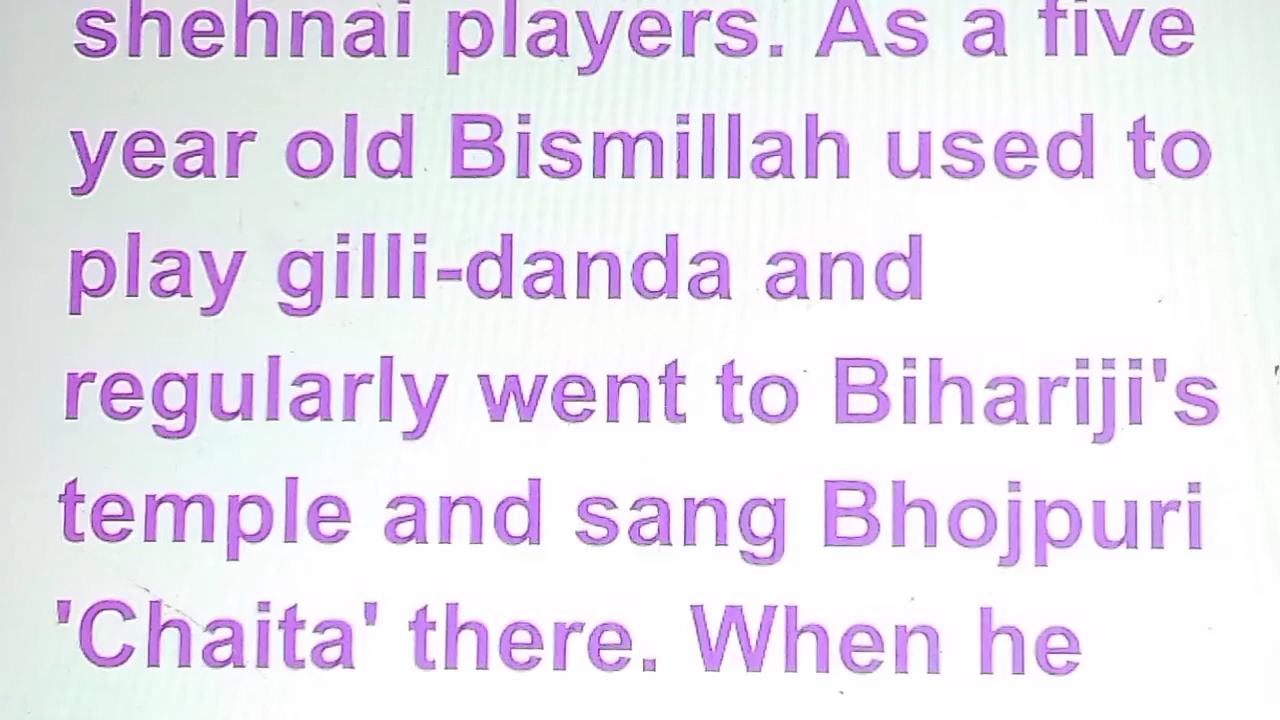 shehnai players. As a five
year old Bismillah used to
play gilli-danda and
regularly went to Bihariji's
temple and sang Bhojpuri
'Chaita' there. When he